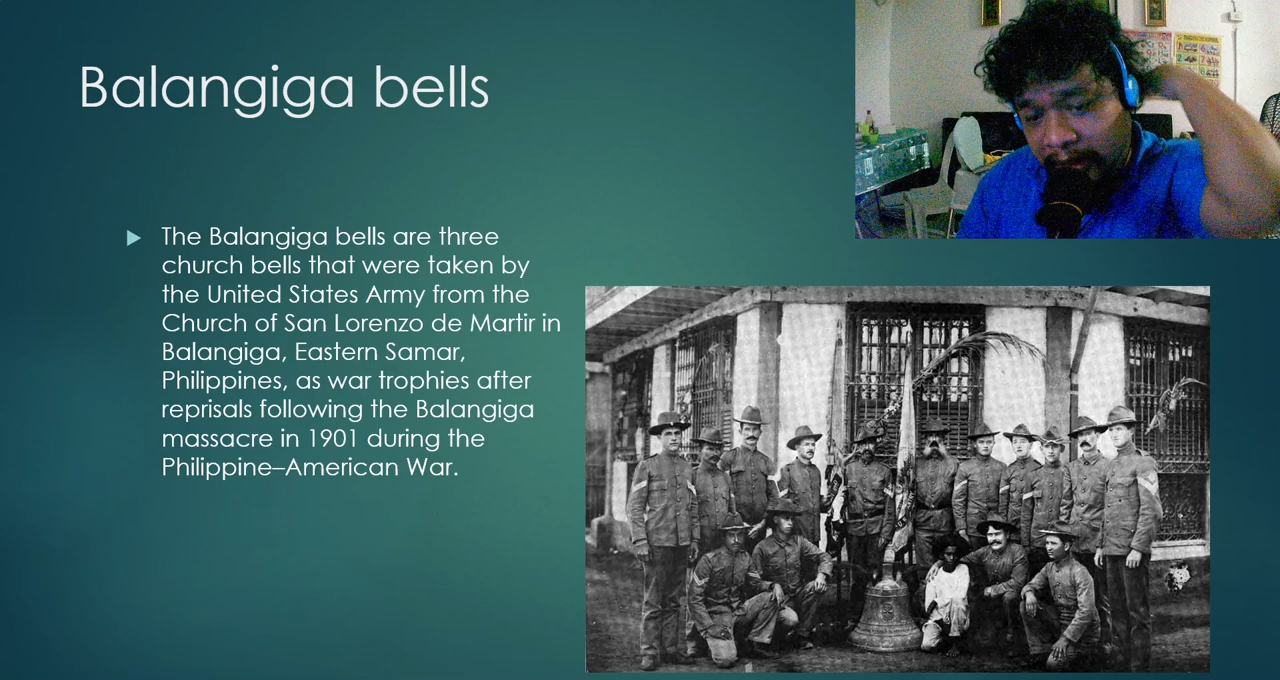 Balangiga bells
The Balangiga bells are three
church bells that were taken by
the United States Army from the
Church of San Lorenzo de Martir in
Balangiga, Eastern Samar,
Philippines, as war trophies after
reprisals following the Balangiga
massacre in 1901 during the
Philippine–American War.